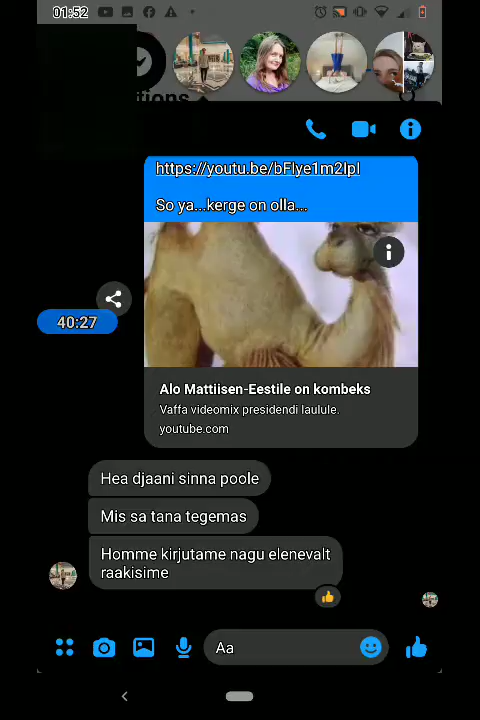 01:52
tions
https://youtu.be/bFlye1m2lpI
So ya...kerge on olla...
40:27
Alo Mattiisen-Eestile on kombeks
Vaffa videomix presidendi laulule.
youtube.com
Hea djaani sinna poole
Mis sa tana tegemas
Homme kirjutame nagu elenevalt
raakisime
Aa